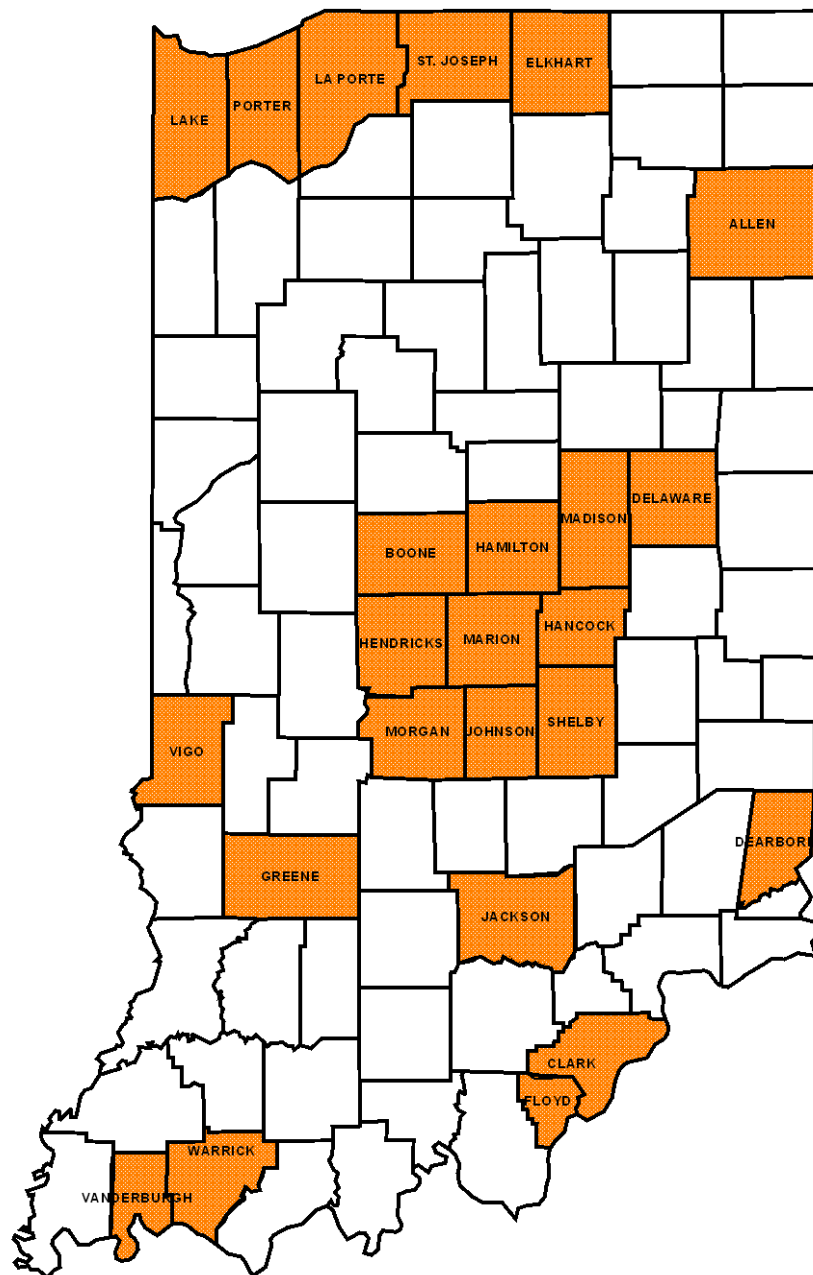 ST. JOSEPH
ELKHART
LA PORTE
PORTER
LAKE
ALLEN
DELAWARE
MADISON
HAMILTON
BOONE
HANCOCK
MARION
HENDRICKS
SHELBY
MORGAN
JOHNSON
VIGO
DEARBORN
GREENE
JACKSON
CLARK
FLOYD
WARRICK
VANDERBURGH